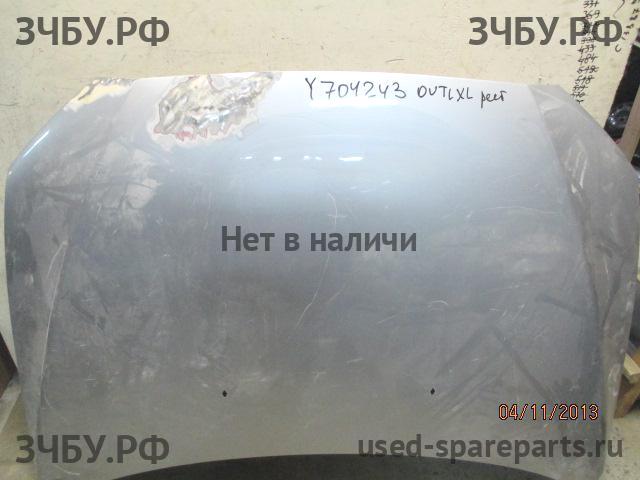 ЗЧБУ.РФ ЗЧБУ.РФ
Y704243 OUTLXL рест
Нет в наличи
04/11/2013
ЗЧБУ.РФ used-spareparts.ru